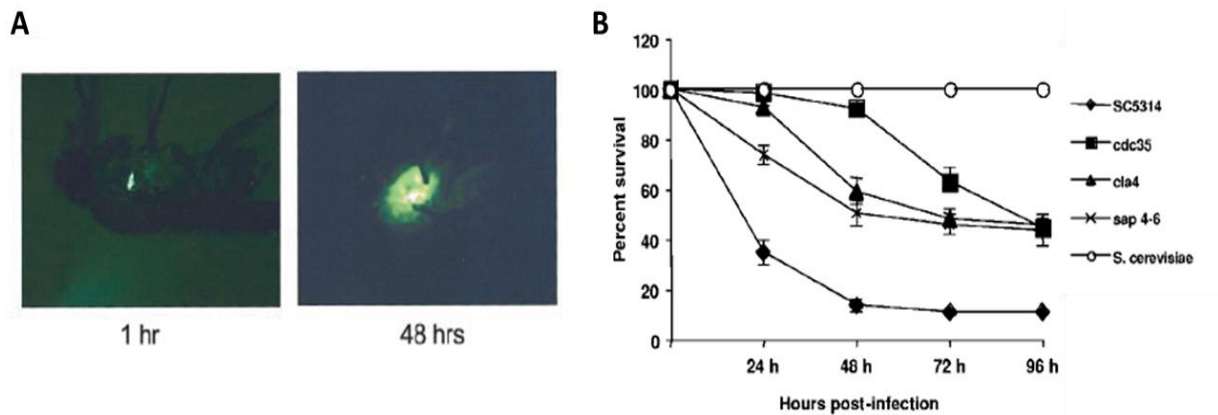 A
1 hr
48 hrs
B
Percent survival
120
100
80
60
40
20
0
24 h
48 h
72 h
96 h
Hours post-infection
SC5314
cdc35
cla4
sap 4-6
S. cerevisiae